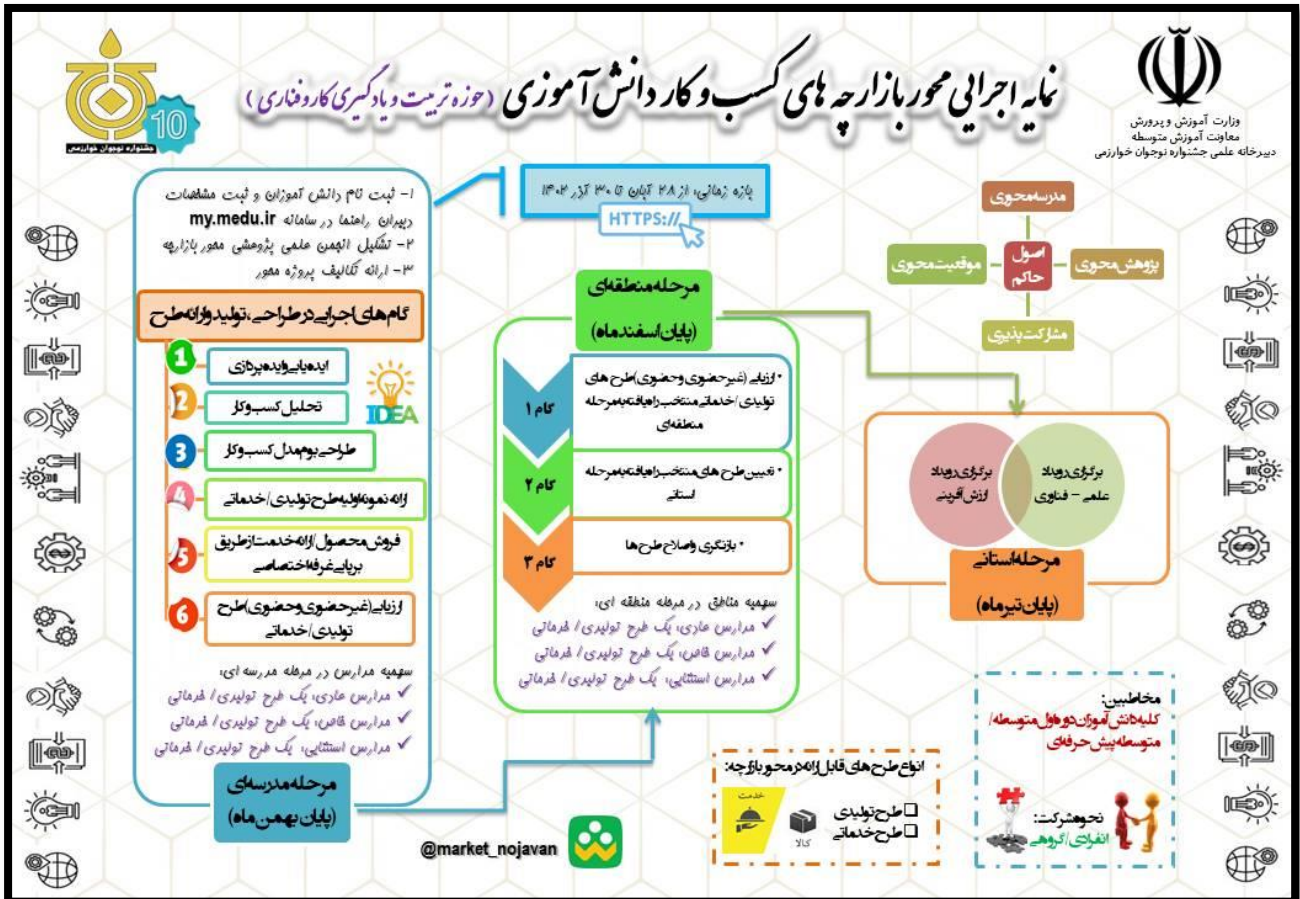 وزارت آموزش و پرورش
معاونت آموزش متوسطه
دبیرخانه علمی جشنواره نوجوان خوارزمی
نمایه اجرایی محور بازارچه های کسب و کار دانش آموزی (حوزه تربیت و یادگیری کار و فناری)
10
جشنواره نوجوان خوارزمی
بازه زمانی: از ۲۸ آبان تا ۳۰ آذر ۱۴۰۲
HTTPS://
۱- ثبت نام دانش آموزان و ثبت مشخصات
دبیران راهنما در سامانه my.medu.ir
۲- تشکیل انجمن علمی پژوهشی محور بازارچه
۳- ارائه تکالیف پروژه محور
گام‌های اجرایی در طراحی، تولید و ارائه طرح
1
ایده‌یابی و ایده پردازی
IDEA
2
تحلیل کسب و کار
3
طراحی بوم مدل کسب و کار
4
ارائه نمونه اولیه طرح تولیدی/خدماتی
5
فروش محصول/ارائه خدمت از طریق
برپایی غرفه اختصاصی
6
ارزیابی (غیرحضوری و حضوری) طرح
تولیدی/خدماتی
سهمیه مدارس در مرحله مدرسه ای:
✓ مدارس عادی: یک طرح تولیدی/ خدماتی
✓ مدارس خاص: یک طرح تولیدی/ خدماتی
✓ مدارس استثنایی: یک طرح تولیدی/ خدماتی
مرحله مدرسه‌ای
(پایان بهمن ماه)
مرحله منطقه‌ای
(پایان اسفند ماه)
گام ۱
• ارزیابی (غیرحضوری و حضوری) طرح های
تولیدی/خدماتی منتخب راه‌یافته به مرحله
منطقه‌ای
گام ۲
• تعیین طرح های منتخب راه‌یافته به مرحله
استانی
گام ۳
• بازنگری و اصلاح طرح ها
سهمیه مناطق در مرحله منطقه ای:
✓ مدارس عادی: یک طرح تولیدی/ خدماتی
✓ مدارس خاص: یک طرح تولیدی/ خدماتی
✓ مدارس استثنایی: یک طرح تولیدی/ خدماتی
مدرسه محوری
پژوهش محوری
اصول
حاکم
موقعیت محوری
مشارکت پذیری
برگزاری رویداد
علمی - فناوری
برگزاری رویداد
ارزش آفرینی
مرحله استانی
(پایان تیر ماه)
مخاطبین:
کلیه دانش آموزان دوره اول متوسطه/
متوسطه پیش حرفه‌ای
نحوه شرکت:
انفرادی/گروهی
انواع طرح های قابل ارائه در محور بازارچه:
❑ طرح تولیدی
❑ طرح خدماتی
کالا
خدمت
@market_nojavan